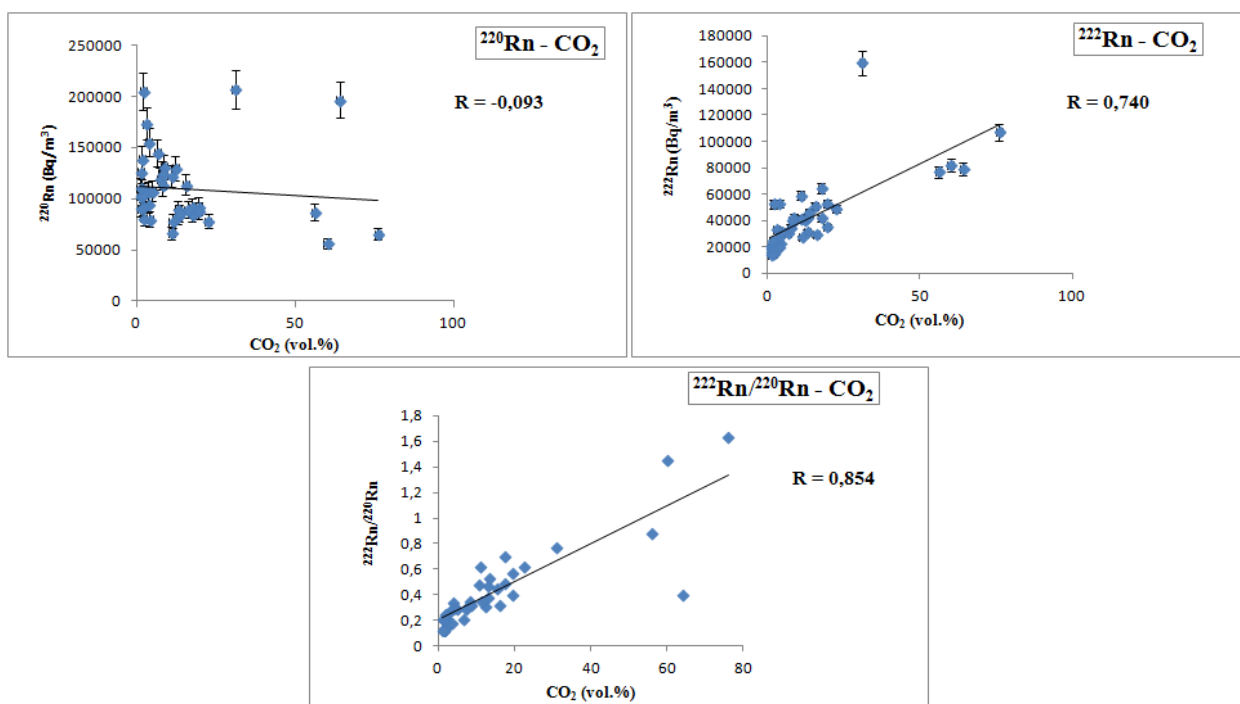 ²²⁰Rn - CO₂
R = -0,093
²²⁰Rn (Bq/m³)
250000
200000
150000
100000
50000
0
0 50 100
CO₂ (vol.%)
²²²Rn - CO₂
R = 0,740
²²²Rn (Bq/m³)
180000
160000
140000
120000
100000
80000
60000
40000
20000
0
0 50 100
CO₂ (vol.%)
²²²Rn/²²⁰Rn - CO₂
R = 0,854
²²²Rn/²²⁰Rn
1,8
1,6
1,4
1,2
1
0,8
0,6
0,4
0,2
0
0 20 40 60 80
CO₂ (vol.%)